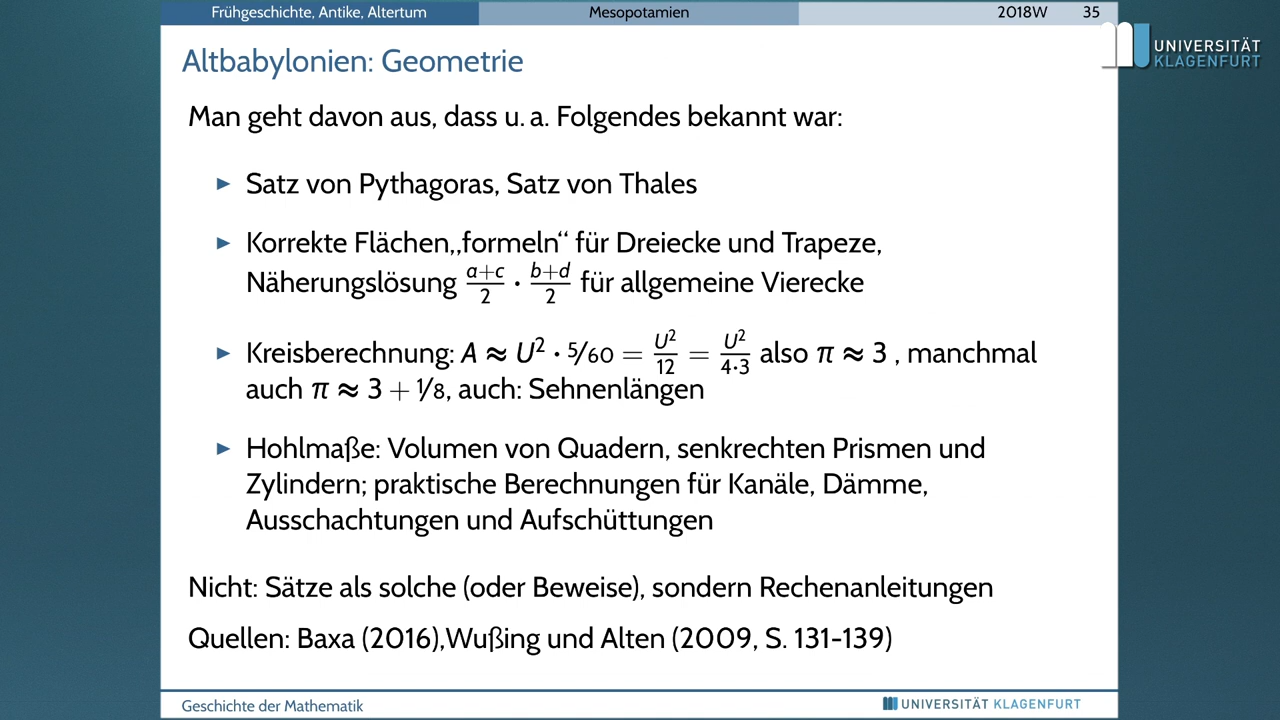 Frühgeschichte, Antike, Altertum Mesopotamien 2018W 35
UNIVERSITÄT
KLAGENFURT
Altbabylonien: Geometrie
Man geht davon aus, dass u. a. Folgendes bekannt war:
▶ Satz von Pythagoras, Satz von Thales
▶ Korrekte Flächen„formeln“ für Dreiecke und Trapeze,
Näherungslösung (a+c)/2 · (b+d)/2 für allgemeine Vierecke
▶ Kreisberechnung: A ≈ U² · 5/60 = U²/12 = U²/(4·3) also π ≈ 3 , manchmal
auch π ≈ 3 + 1/8, auch: Sehnenlängen
▶ Hohlmaße: Volumen von Quadern, senkrechten Prismen und
Zylindern; praktische Berechnungen für Kanäle, Dämme,
Ausschachtungen und Aufschüttungen
Nicht: Sätze als solche (oder Beweise), sondern Rechenanleitungen
Quellen: Baxa (2016),Wußing und Alten (2009, S. 131-139)
Geschichte der Mathematik UNIVERSITÄT KLAGENFURT